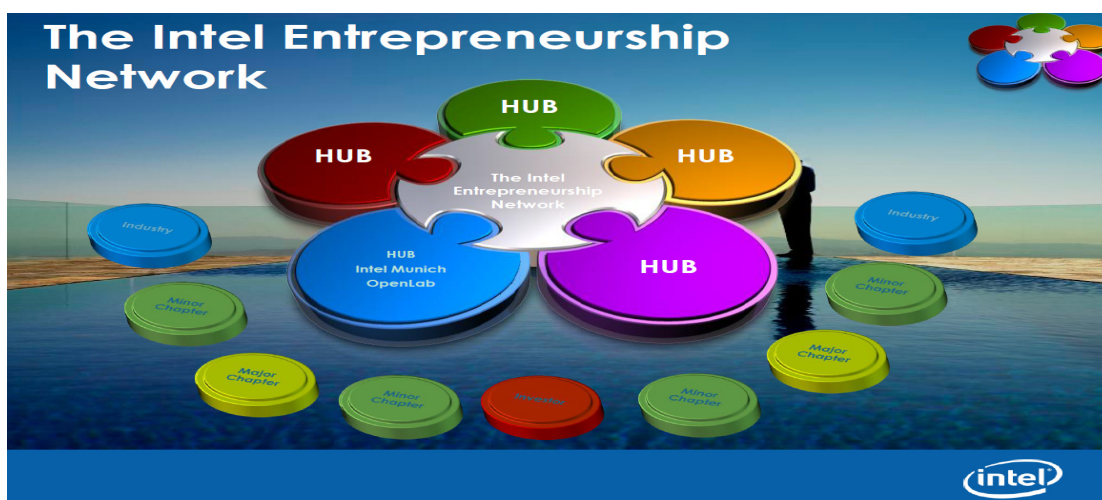 The Intel Entrepreneurship
Network
HUB
HUB
HUB
The Intel
Entrepreneurship
Network
HUB
Intel Munich
OpenLab
HUB
Industry
Industry
Minor
Chapter
Minor
Chapter
Major
Chapter
Major
Chapter
Minor
Chapter
Investor
Minor
Chapter
intel